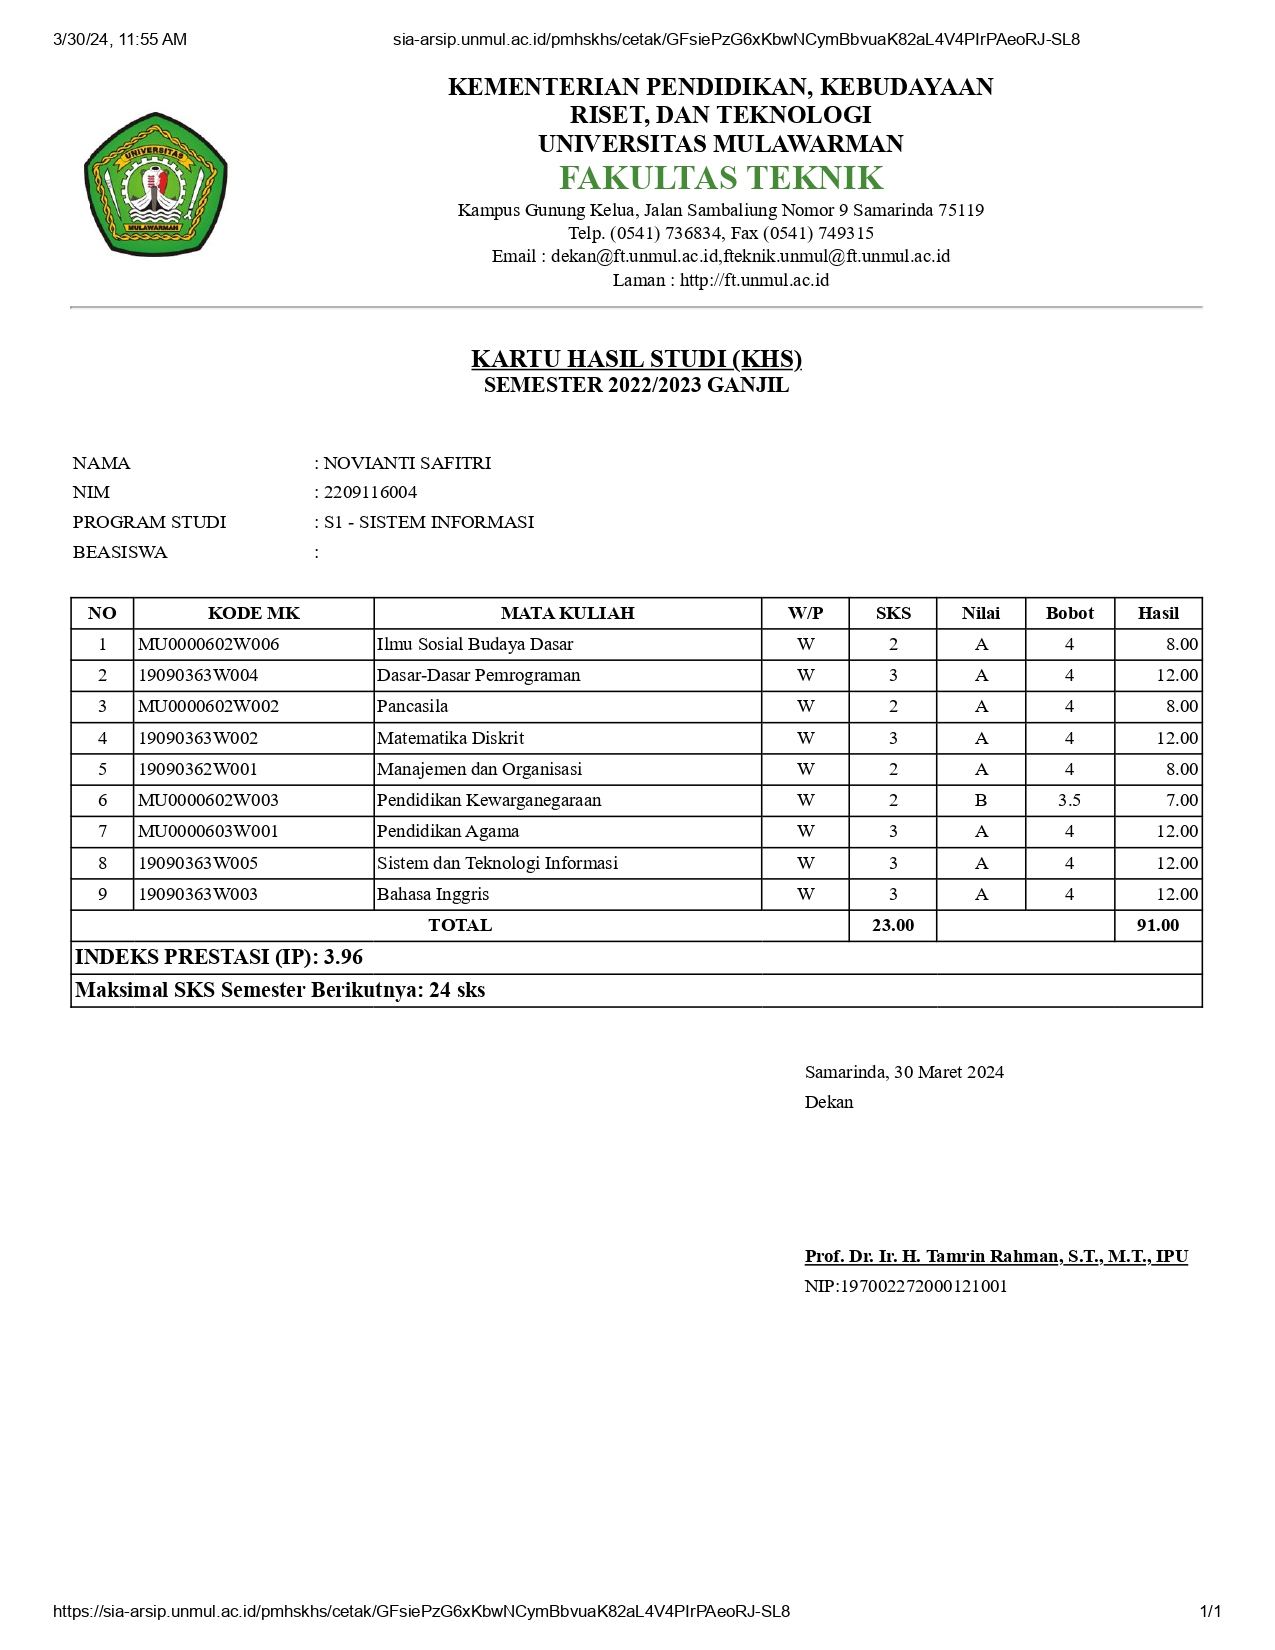 3/30/24, 11:55 AM sia-arsip.unmul.ac.id/pmhskhs/cetak/GFsiePzG6xKbwNCymBbvuaK82aL4V4PIrPAeoRJ-SL8
KEMENTERIAN PENDIDIKAN, KEBUDAYAAN
RISET, DAN TEKNOLOGI
UNIVERSITAS MULAWARMAN
FAKULTAS TEKNIK
Kampus Gunung Kelua, Jalan Sambaliung Nomor 9 Samarinda 75119
Telp. (0541) 736834, Fax (0541) 749315
Email : dekan@ft.unmul.ac.id,fteknik.unmul@ft.unmul.ac.id
Laman : http://ft.unmul.ac.id
UNIVERSITAS
MULAWARMAN
KARTU HASIL STUDI (KHS)
SEMESTER 2022/2023 GANJIL
NAMA : NOVIANTI SAFITRI
NIM : 2209116004
PROGRAM STUDI : S1 - SISTEM INFORMASI
BEASISWA :
NO KODE MK MATA KULIAH W/P SKS Nilai Bobot Hasil
1 MU0000602W006 Ilmu Sosial Budaya Dasar W 2 A 4 8.00
2 19090363W004 Dasar-Dasar Pemrograman W 3 A 4 12.00
3 MU0000602W002 Pancasila W 2 A 4 8.00
4 19090363W002 Matematika Diskrit W 3 A 4 12.00
5 19090362W001 Manajemen dan Organisasi W 2 A 4 8.00
6 MU0000602W003 Pendidikan Kewarganegaraan W 2 B 3.5 7.00
7 MU0000603W001 Pendidikan Agama W 3 A 4 12.00
8 19090363W005 Sistem dan Teknologi Informasi W 3 A 4 12.00
9 19090363W003 Bahasa Inggris W 3 A 4 12.00
TOTAL 23.00 91.00
INDEKS PRESTASI (IP): 3.96
Maksimal SKS Semester Berikutnya: 24 sks
Samarinda, 30 Maret 2024
Dekan
Prof. Dr. Ir. H. Tamrin Rahman, S.T., M.T., IPU
NIP:197002272000121001
https://sia-arsip.unmul.ac.id/pmhskhs/cetak/GFsiePzG6xKbwNCymBbvuaK82aL4V4PIrPAeoRJ-SL8 1/1